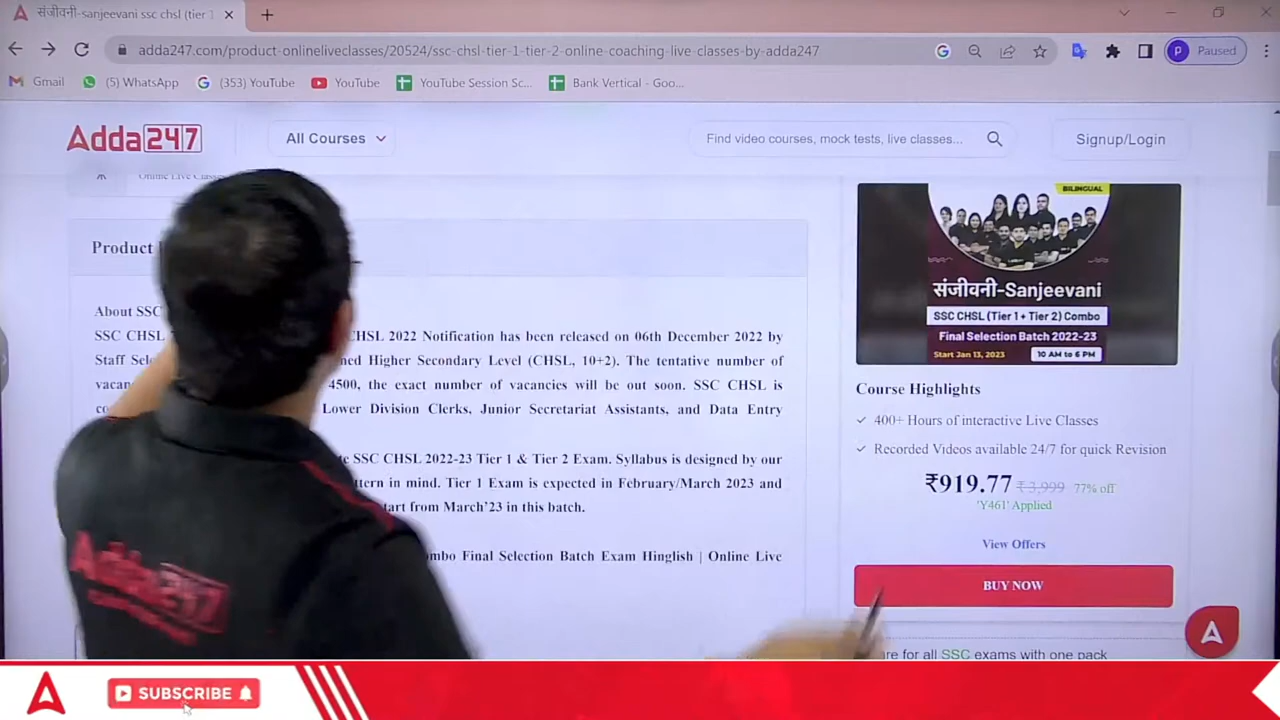 संजीवनी-sanjeevani ssc chsl (tier 1
adda247.com/product-onlineliveclasses/20524/ssc-chsl-tier-1-tier-2-online-coaching-live-classes-by-adda247
P Paused
Gmail (5) WhatsApp (353) YouTube YouTube YouTube Session Sc... Bank Vertical - Goo...
Adda247 All Courses Find video courses, mock tests, live classes... Signup/Login
Online Live Classes
Product
About SSC
SSC CHSL CHSL 2022 Notification has been released on 06th December 2022 by
Staff Higher Secondary Level (CHSL, 10+2). The tentative number of
4500, the exact number of vacancies will be out soon. SSC CHSL is
Lower Division Clerks, Junior Secretariat Assistants, and Data Entry
SSC CHSL 2022-23 Tier 1 & Tier 2 Exam. Syllabus is designed by our
in mind. Tier 1 Exam is expected in February/March 2023 and
from March'23 in this batch.
Final Selection Batch Exam Hinglish | Online Live
BILINGUAL
संजीवनी-Sanjeevani
SSC CHSL (Tier 1 + Tier 2) Combo
Final Selection Batch 2022-23
Start Jan 13, 2023 10 AM to 6 PM
Course Highlights
400+ Hours of interactive Live Classes
Recorded Videos available 24/7 for quick Revision
₹919.77 ₹ 3,999 77% off
'Y461' Applied
View Offers
BUY NOW
for all SSC exams with one pack
Adda247
SUBSCRIBE